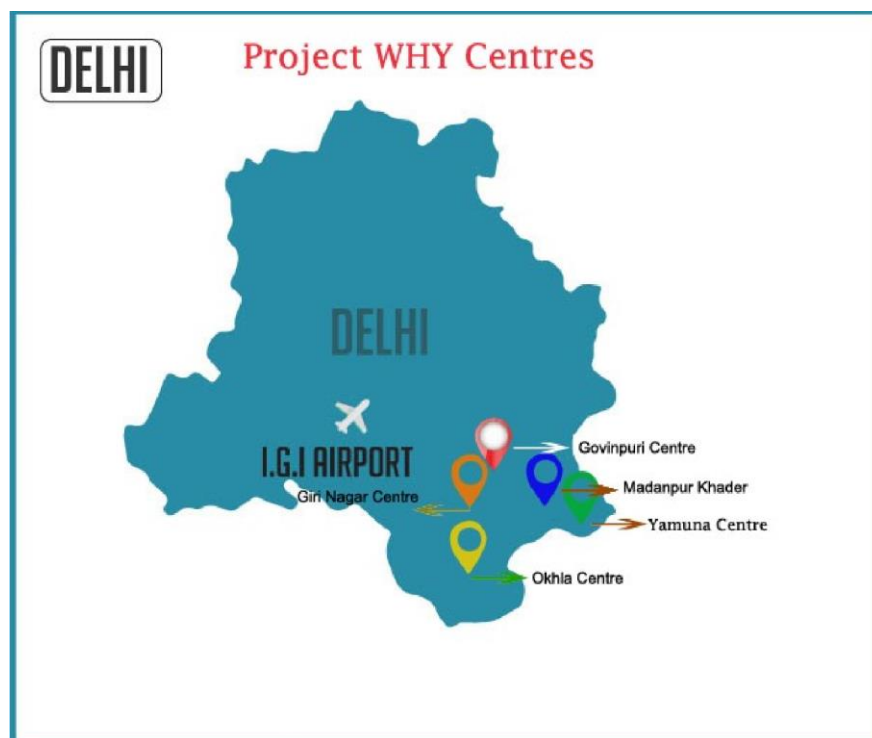 DELHI
Project WHY Centres
DELHI
I.G.I AIRPORT
Govinpuri Centre
Giri Nagar Centre
Madanpur Khader
Yamuna Centre
Okhla Centre